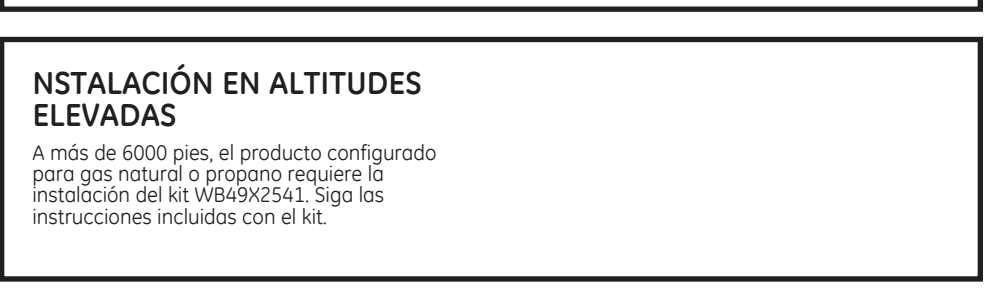 NSTALACIÓN EN ALTITUDES
ELEVADAS
A más de 6000 pies, el producto configurado
para gas natural o propano requiere la
instalación del kit WB49X2541. Siga las
instrucciones incluidas con el kit.